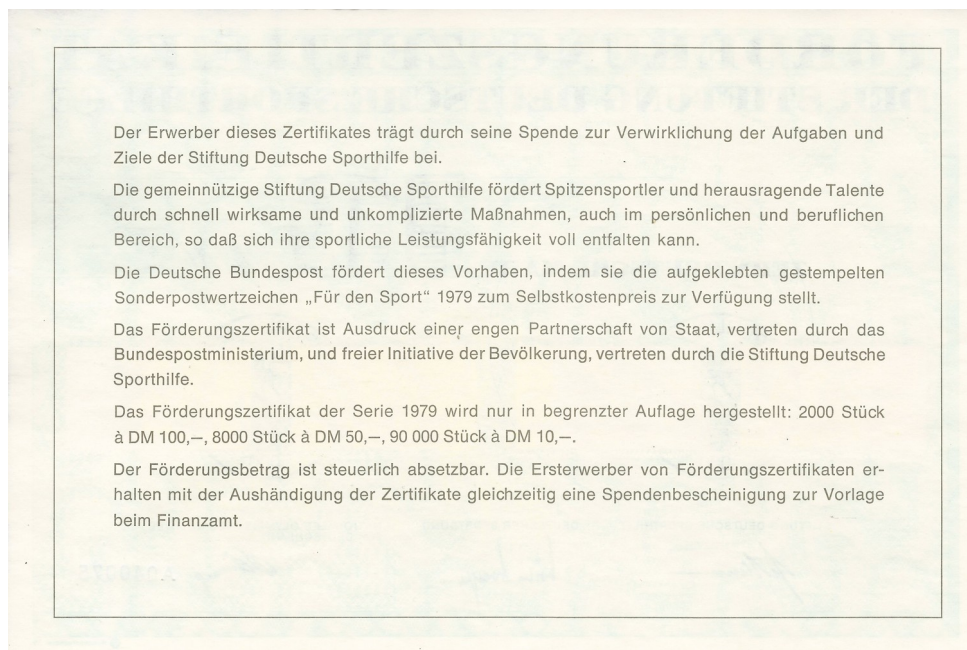 Der Erwerber dieses Zertifikates trägt durch seine Spende zur Verwirklichung der Aufgaben und
Ziele der Stiftung Deutsche Sporthilfe bei.
Die gemeinnützige Stiftung Deutsche Sporthilfe fördert Spitzensportler und herausragende Talente
durch schnell wirksame und unkomplizierte Maßnahmen, auch im persönlichen und beruflichen
Bereich, so daß sich ihre sportliche Leistungsfähigkeit voll entfalten kann.
Die Deutsche Bundespost fördert dieses Vorhaben, indem sie die aufgeklebten gestempelten
Sonderpostwertzeichen „Für den Sport“ 1979 zum Selbstkostenpreis zur Verfügung stellt.
Das Förderungszertifikat ist Ausdruck einer engen Partnerschaft von Staat, vertreten durch das
Bundespostministerium, und freier Initiative der Bevölkerung, vertreten durch die Stiftung Deutsche
Sporthilfe.
Das Förderungszertifikat der Serie 1979 wird nur in begrenzter Auflage hergestellt: 2000 Stück
à DM 100,—, 8000 Stück à DM 50,—, 90 000 Stück à DM 10,—.
Der Förderungsbetrag ist steuerlich absetzbar. Die Ersterwerber von Förderungszertifikaten er-
halten mit der Aushändigung der Zertifikate gleichzeitig eine Spendenbescheinigung zur Vorlage
beim Finanzamt.